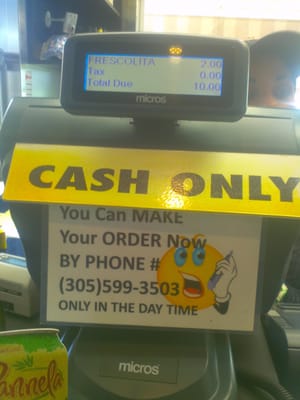 FRESCOLITA 2.00
Tax 0.00
Total Due 10.00
micros
CASH ONLY
You Can MAKE
Your ORDER Now
BY PHONE #
(305)599-3503
ONLY IN THE DAY TIME
micros
Pannela